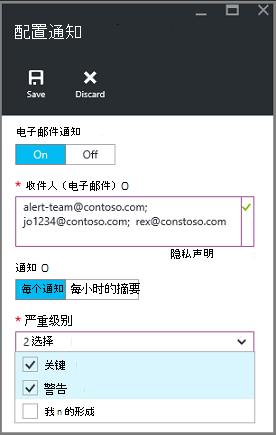 配置通知
Save Discard
电子邮件通知
On Off
* 收件人（电子邮件）
alert-team@contoso.com;
jo1234@contoso.com; rex@constoso.com
隐私声明
通知
每个通知 每小时的摘要
* 严重级别
2选择
关键
警告
我 n 的形成